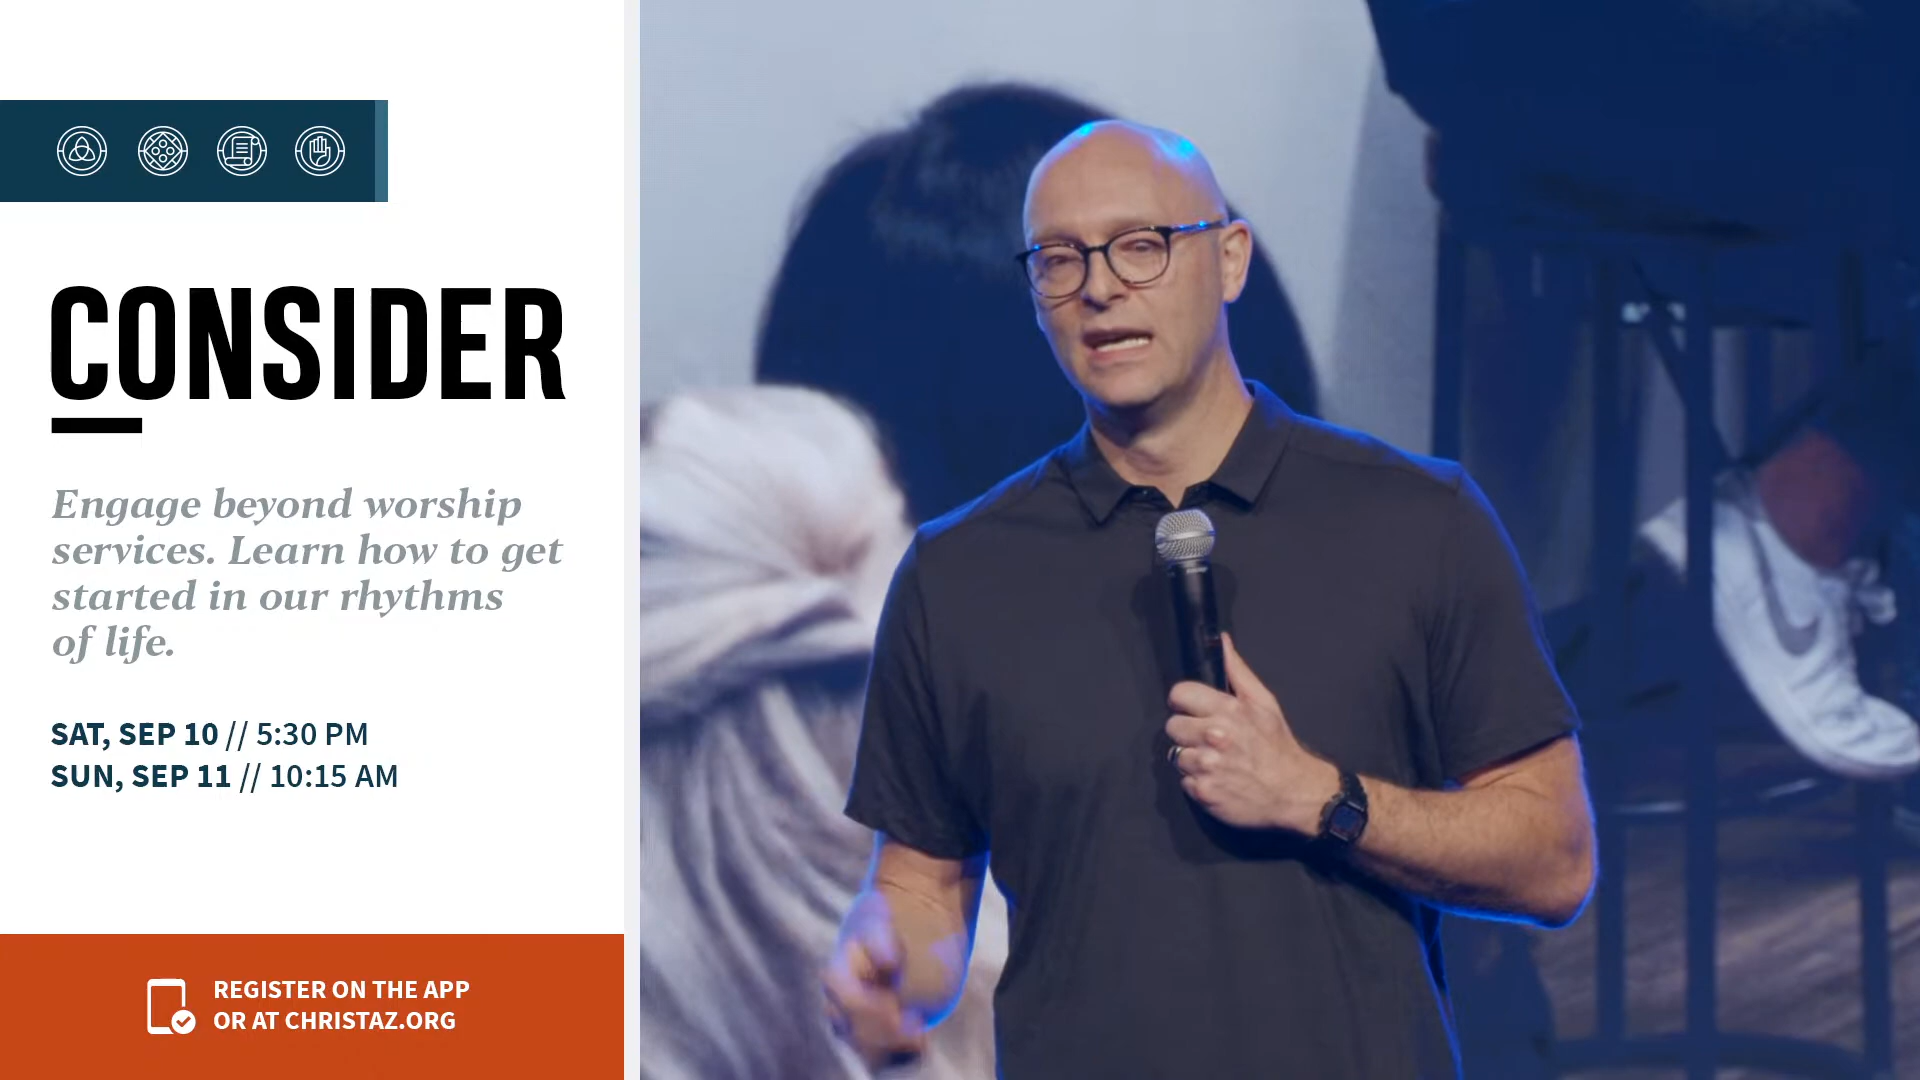 CONSIDER
Engage beyond worship
services. Learn how to get
started in our rhythms
of life.
SAT, SEP 10 // 5:30 PM
SUN, SEP 11 // 10:15 AM
REGISTER ON THE APP
OR AT CHRISTAZ.ORG